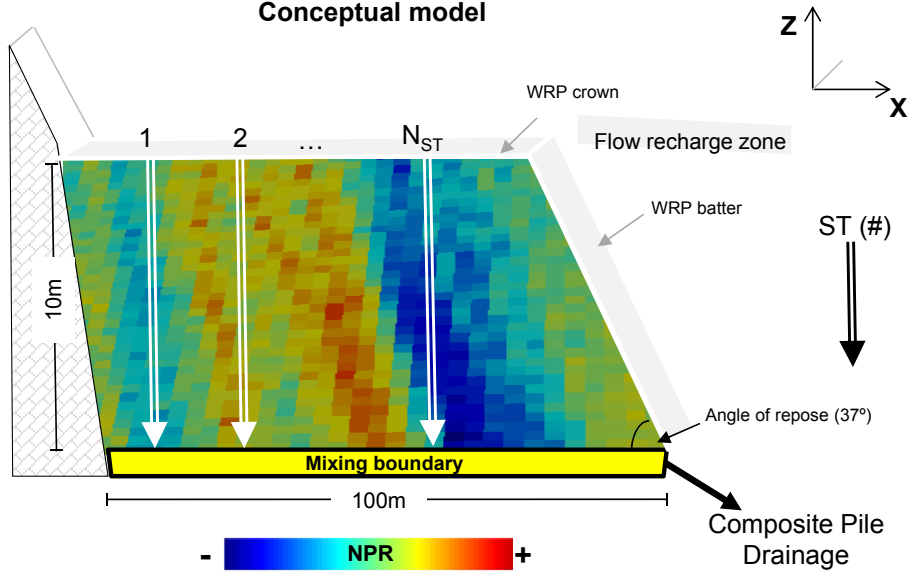 Conceptual model
Z
X
WRP crown
1 2 ... N_ST
Flow recharge zone
WRP batter
ST (#)
10m
Angle of repose (37º)
Mixing boundary
100m
Composite Pile
Drainage
- NPR +